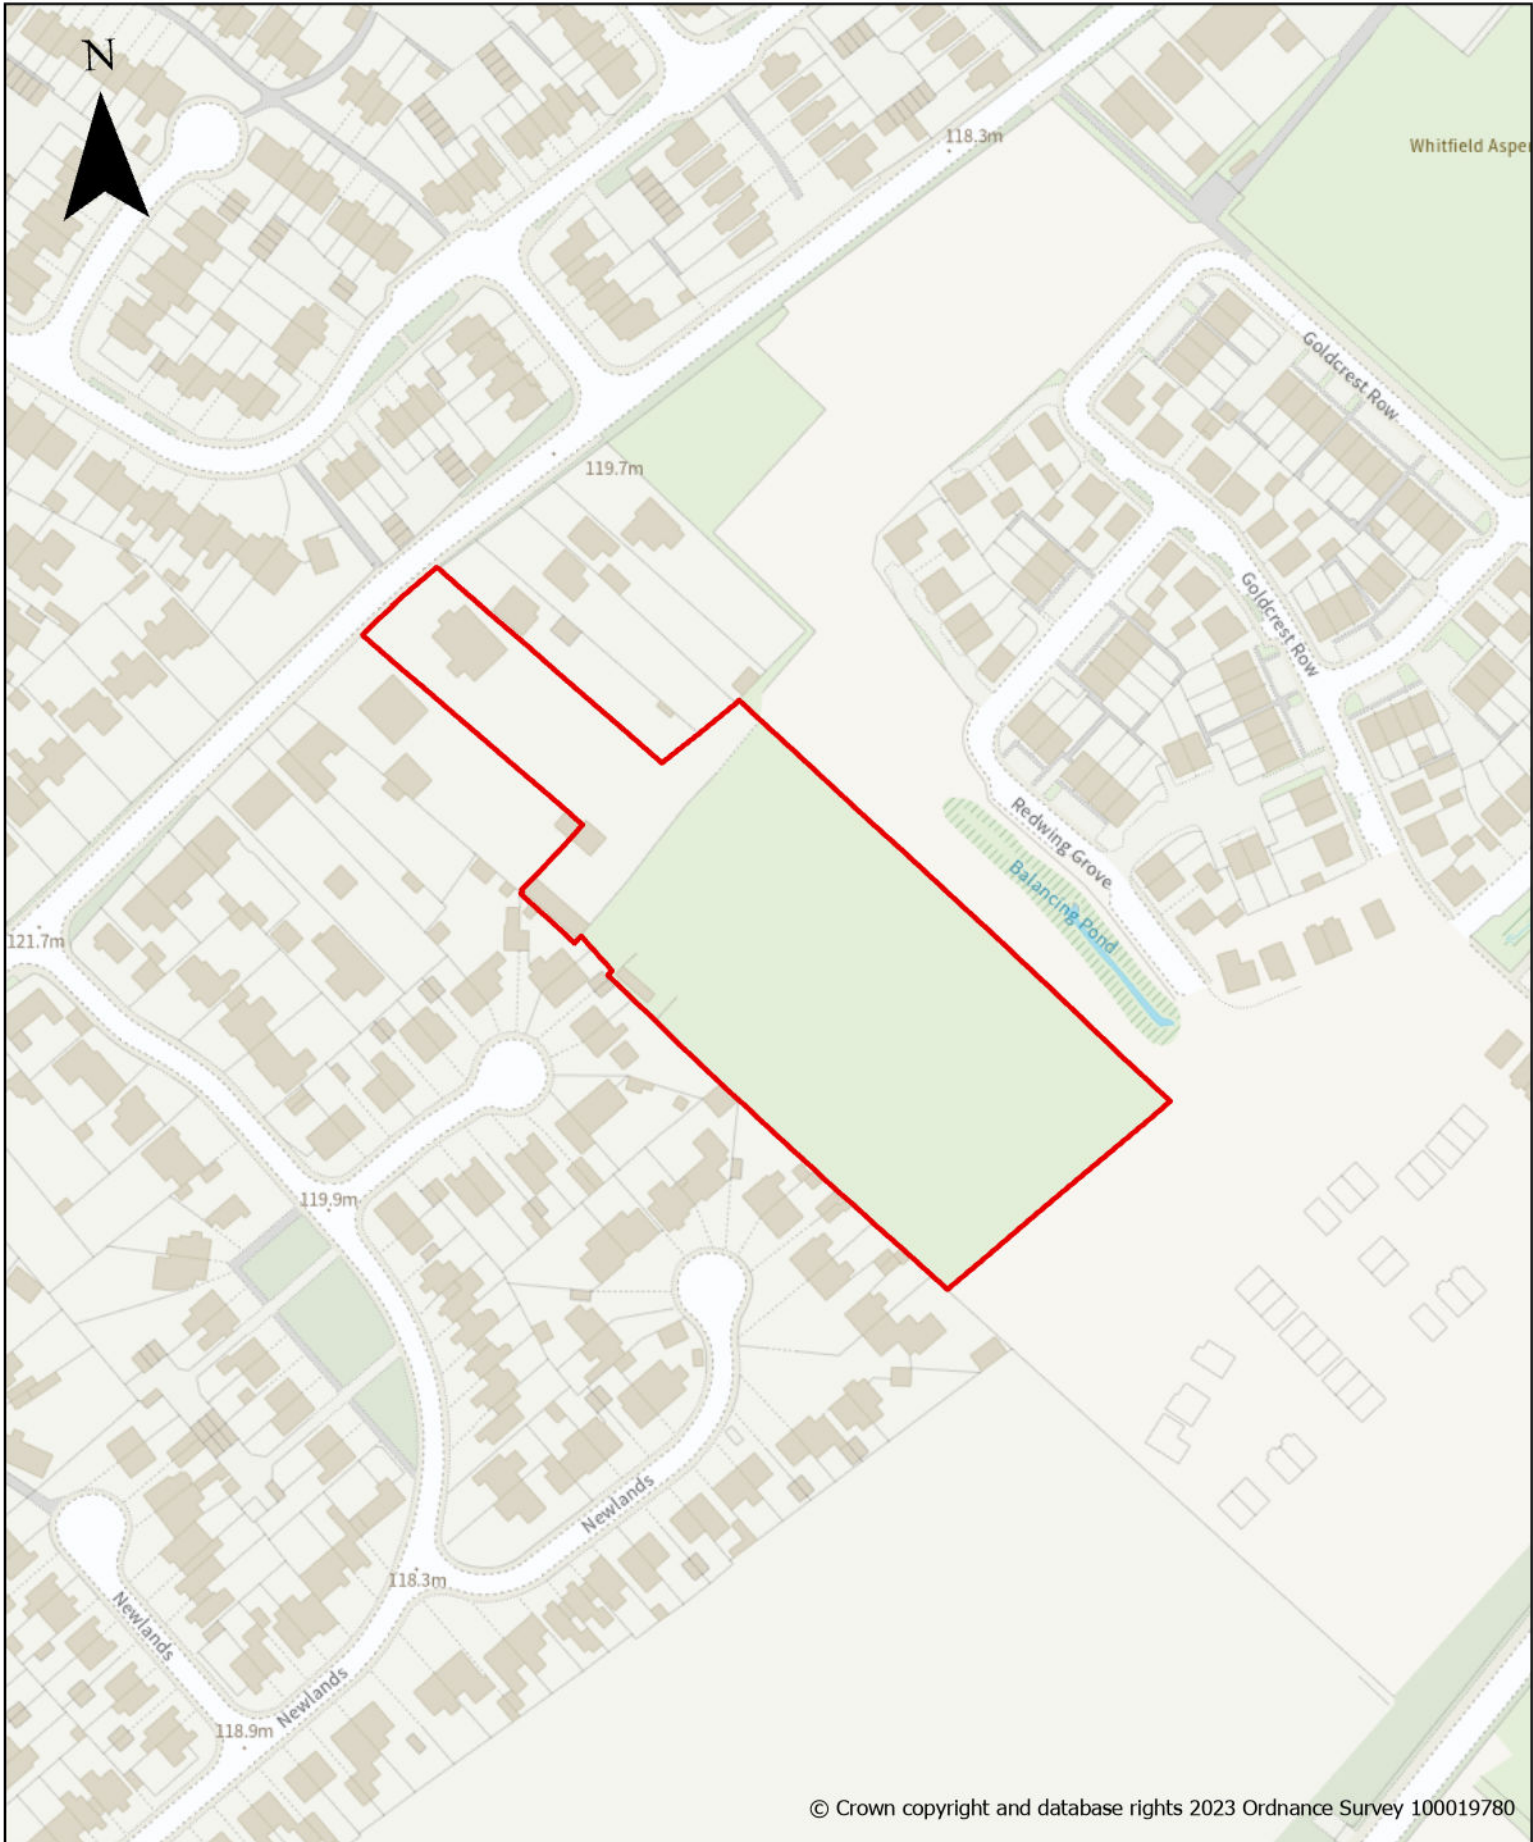 N
118.3m
Whitfield Aspe
Goldcrest Row
119.7m
Goldcrest Row
Redwing Grove
Balancing Pond
121.7m
119.9m
Newlands
118.3m
Newlands
Newlands
118.9m
© Crown copyright and database rights 2023 Ordnance Survey 100019780